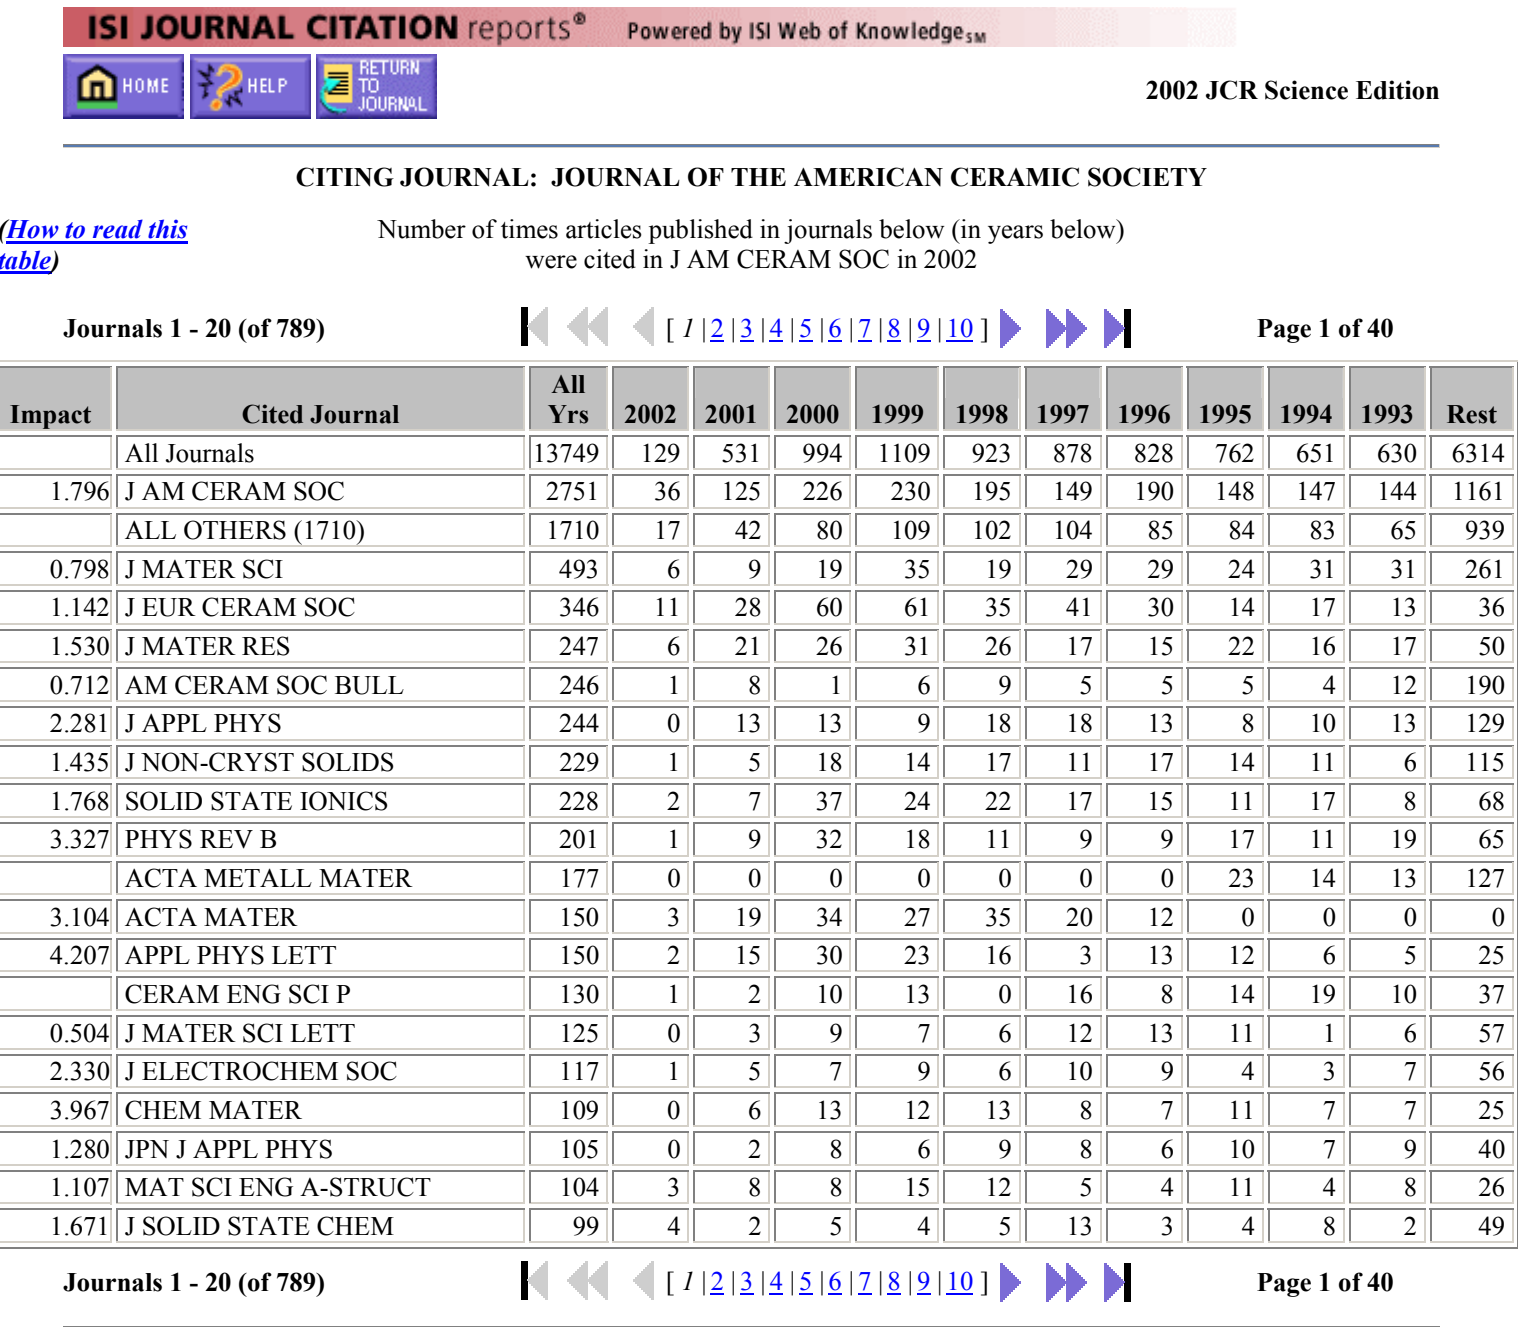 ISI JOURNAL CITATION reports® Powered by ISI Web of Knowledge SM
HOME HELP RETURN TO JOURNAL
2002 JCR Science Edition
CITING JOURNAL: JOURNAL OF THE AMERICAN CERAMIC SOCIETY
(How to read this table)
Number of times articles published in journals below (in years below)
were cited in J AM CERAM SOC in 2002
Journals 1 - 20 (of 789) [ 1 | 2 | 3 | 4 | 5 | 6 | 7 | 8 | 9 | 10 ] Page 1 of 40
Impact Cited Journal All Yrs 2002 2001 2000 1999 1998 1997 1996 1995 1994 1993 Rest
All Journals 13749 129 531 994 1109 923 878 828 762 651 630 6314
1.796 J AM CERAM SOC 2751 36 125 226 230 195 149 190 148 147 144 1161
ALL OTHERS (1710) 1710 17 42 80 109 102 104 85 84 83 65 939
0.798 J MATER SCI 493 6 9 19 35 19 29 29 24 31 31 261
1.142 J EUR CERAM SOC 346 11 28 60 61 35 41 30 14 17 13 36
1.530 J MATER RES 247 6 21 26 31 26 17 15 22 16 17 50
0.712 AM CERAM SOC BULL 246 1 8 1 6 9 5 5 5 4 12 190
2.281 J APPL PHYS 244 0 13 13 9 18 18 13 8 10 13 129
1.435 J NON-CRYST SOLIDS 229 1 5 18 14 17 11 17 14 11 6 115
1.768 SOLID STATE IONICS 228 2 7 37 24 22 17 15 11 17 8 68
3.327 PHYS REV B 201 1 9 32 18 11 9 9 17 11 19 65
ACTA METALL MATER 177 0 0 0 0 0 0 0 23 14 13 127
3.104 ACTA MATER 150 3 19 34 27 35 20 12 0 0 0 0
4.207 APPL PHYS LETT 150 2 15 30 23 16 3 13 12 6 5 25
CERAM ENG SCI P 130 1 2 10 13 0 16 8 14 19 10 37
0.504 J MATER SCI LETT 125 0 3 9 7 6 12 13 11 1 6 57
2.330 J ELECTROCHEM SOC 117 1 5 7 9 6 10 9 4 3 7 56
3.967 CHEM MATER 109 0 6 13 12 13 8 7 11 7 7 25
1.280 JPN J APPL PHYS 105 0 2 8 6 9 8 6 10 7 9 40
1.107 MAT SCI ENG A-STRUCT 104 3 8 8 15 12 5 4 11 4 8 26
1.671 J SOLID STATE CHEM 99 4 2 5 4 5 13 3 4 8 2 49
Journals 1 - 20 (of 789) [ 1 | 2 | 3 | 4 | 5 | 6 | 7 | 8 | 9 | 10 ] Page 1 of 40